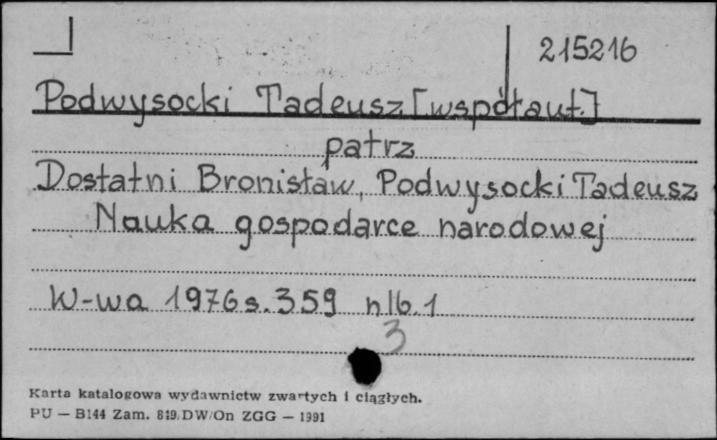 215216
Podwysocki Tadeusz [współaut.]
patrz
Dostatni Bronisław, Podwysocki Tadeusz
Nauka gospodarce narodowej
W-wa 1976 s. 359 nlb. 1
3
Karta katalogowa wydawnictw zwartych i ciągłych.
PU — B144 Zam. 819/DW/On ZGG — 1991